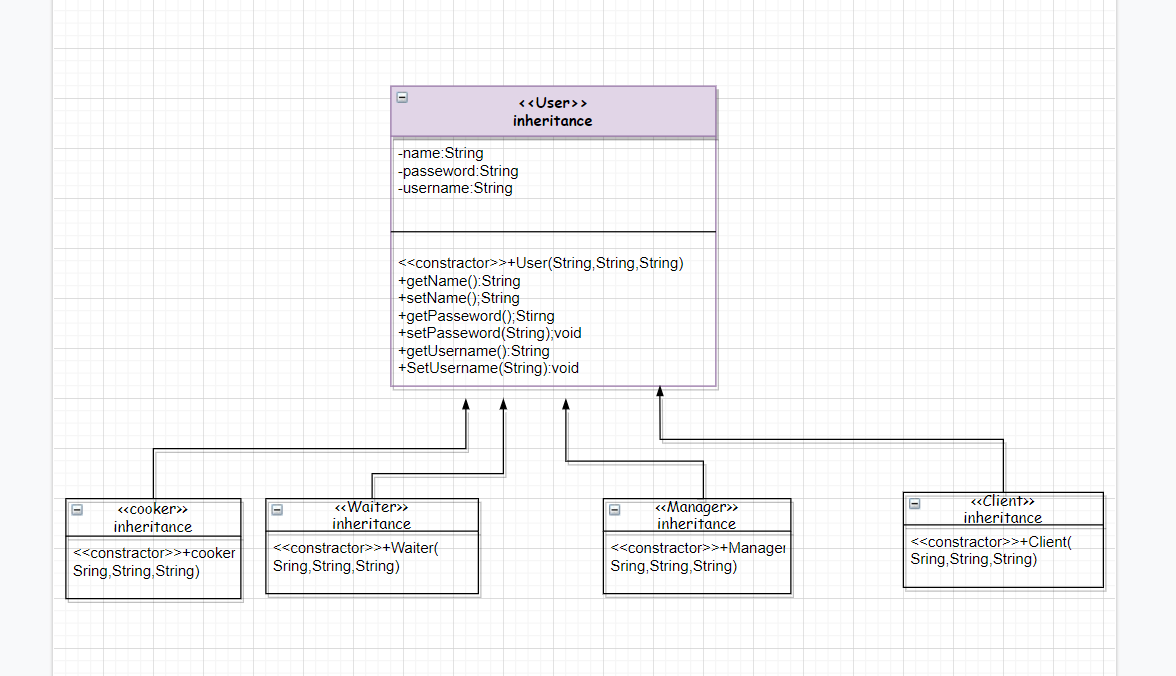 <<User>>
inheritance
-name:String
-passeword:String
-username:String
<<constractor>>+User(String,String,String)
+getName():String
+setName();String
+getPasseword();Stirng
+setPasseword(String);void
+getUsername():String
+SetUsername(String):void
<<cooker>>
inheritance
<<constractor>>+cooker
Sring,String,String)
<<Waiter>>
inheritance
<<constractor>>+Waiter(
Sring,String,String)
<<Manager>>
inheritance
<<constractor>>+Manager
Sring,String,String)
<<Client>>
inheritance
<<constractor>>+Client(
Sring,String,String)